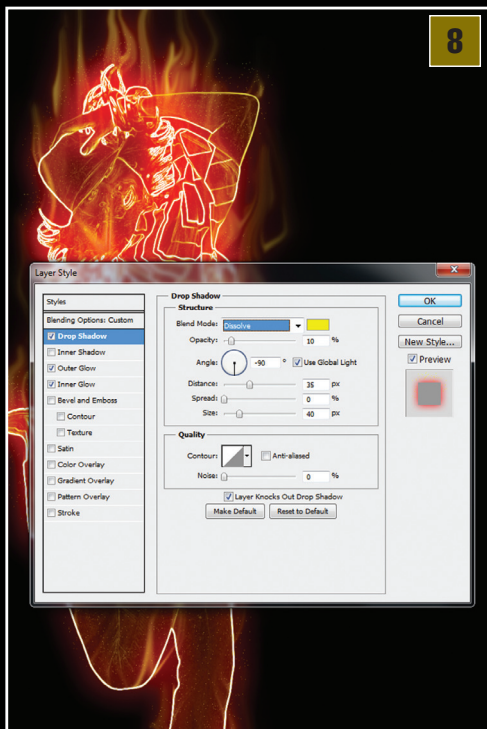 8
Layer Style
Styles
Blending Options: Custom
Drop Shadow
Inner Shadow
Outer Glow
Inner Glow
Bevel and Emboss
Contour
Texture
Satin
Color Overlay
Gradient Overlay
Pattern Overlay
Stroke
Drop Shadow
Structure
Blend Mode: Dissolve
Opacity: 10 %
Angle: -90 ° Use Global Light
Distance: 35 px
Spread: 0 %
Size: 40 px
Quality
Contour: Anti-aliased
Noise: 0 %
Layer Knocks Out Drop Shadow
Make Default Reset to Default
OK
Cancel
New Style...
Preview